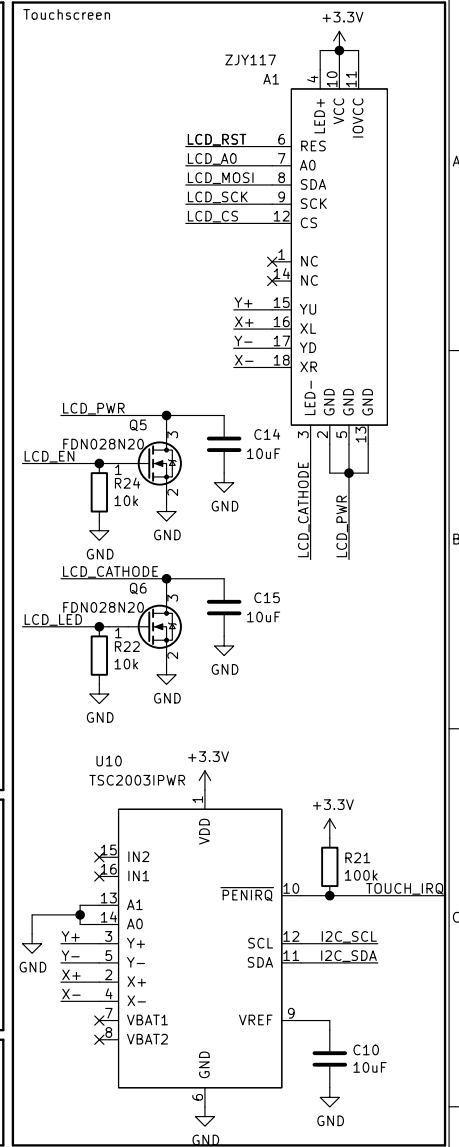 Touchscreen
+3.3V
ZJY117
A1
4
10
11
LED+
VCC
IOVCC
LCD_RST 6 RES
LCD_A0 7 A0
LCD_MOSI 8 SDA
LCD_SCK 9 SCK
LCD_CS 12 CS
1 NC
14 NC
Y+ 15 YU
X+ 16 XL
Y- 17 YD
X- 18 XR
LED-
GND
GND
GND
3
2
5
13
LCD_CATHODE
LCD_PWR
LCD_PWR
Q5
3
FDN028N20
C14
10uF
LCD_EN
1
R24
10k
2
GND
GND
GND
LCD_CATHODE
Q6
3
FDN028N20
C15
10uF
LCD_LED
1
R22
10k
2
GND
GND
GND
U10
TSC2003IPWR
+3.3V
1
VDD
+3.3V
R21
100k
15 IN2
16 IN1
PENIRQ 10 TOUCH_IRQ
13 A1
14 A0
GND
Y+ 3 Y+
Y- 5 Y-
X+ 2 X+
X- 4 X-
SCL 12 I2C_SCL
SDA 11 I2C_SDA
7 VBAT1
8 VBAT2
VREF 9
C10
10uF
GND
6
GND
GND
A
B
C